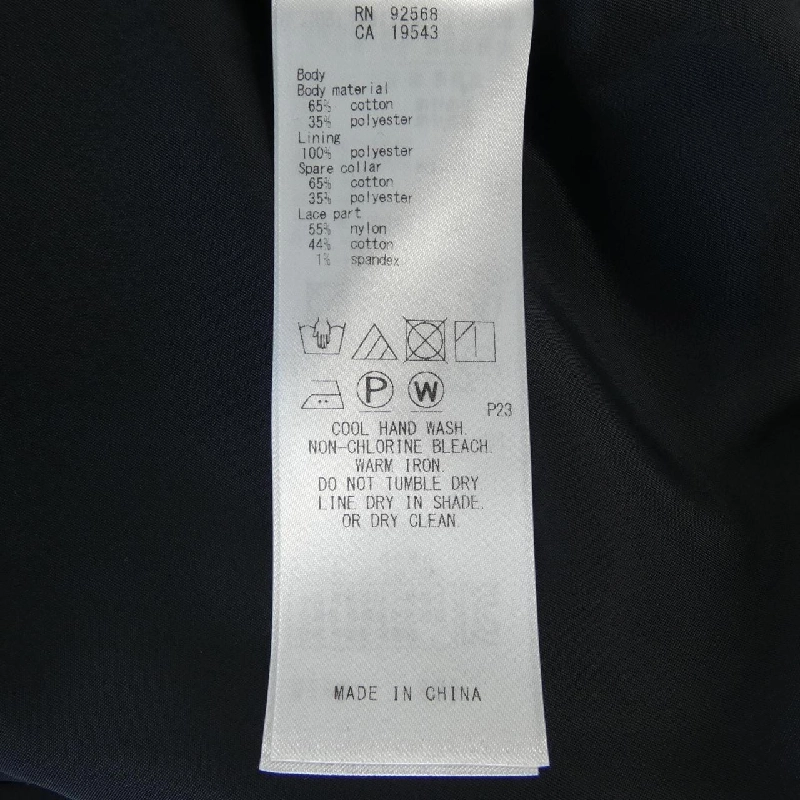 RN 92568
CA 19543
Body
Body material
65% cotton
35% polyester
Lining
100% polyester
Spare collar
65% cotton
35% polyester
Lace part
55% nylon
44% cotton
1% spandex
P W
P23
COOL HAND WASH.
NON-CHLORINE BLEACH.
WARM IRON.
DO NOT TUMBLE DRY
LINE DRY IN SHADE.
OR DRY CLEAN.
MADE IN CHINA